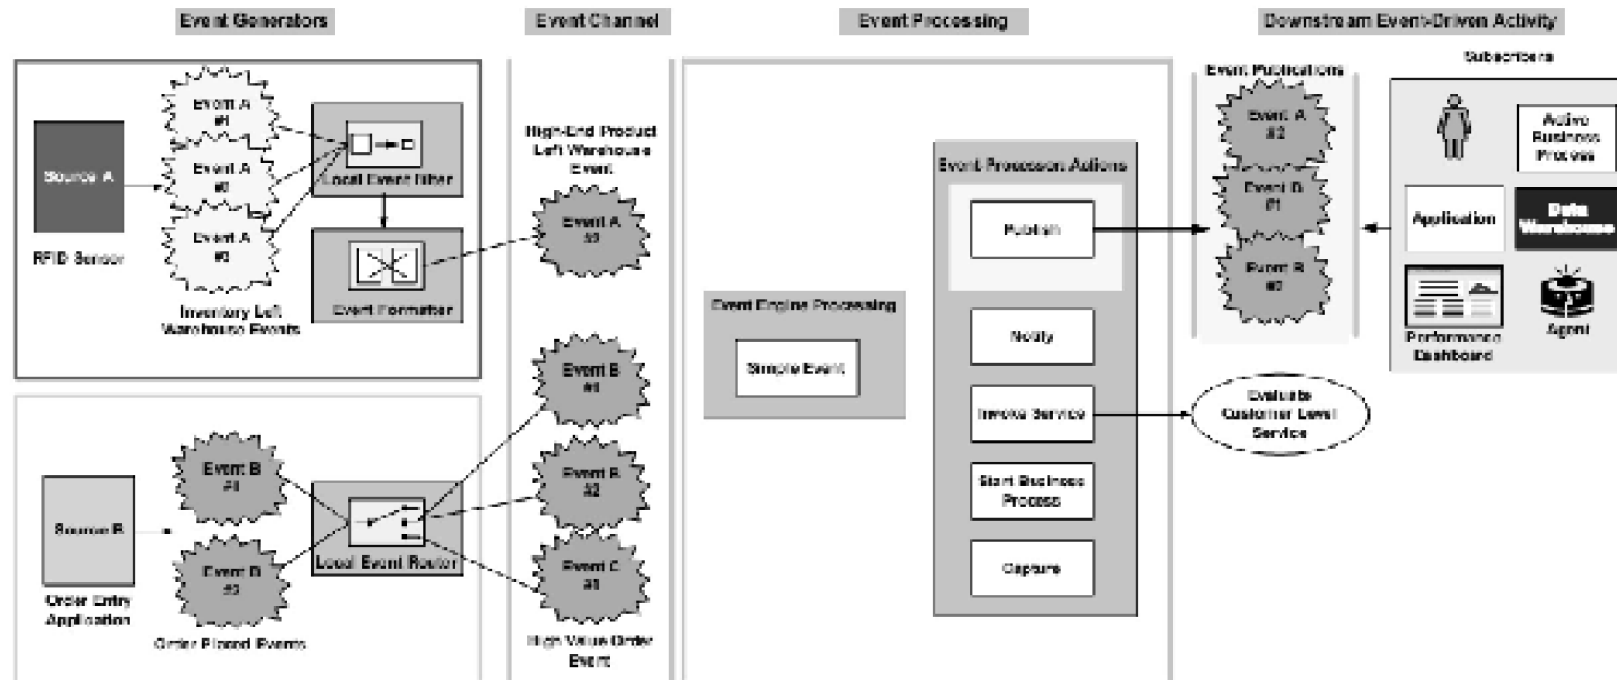 Event Generators
Event Channel
Event Processing
Downstream Event-Driven Activity
Source A
RFID Sensor
Event A
#1
Event A
Event A
Inventory Left
Warehouse Events
Local Event Filter
Event Formatter
High-End Product
Left Warehouse
Event
Event A
Source B
Order Entry
Application
Event B
#1
Event B
Order Placed Events
Local Event Router
Event B
#1
Event B
#2
Event C
#1
High Value Order
Event
Event Engine Processing
Simple Event
Event Processor Actions
Publish
Notify
Invoke Service
Start Business
Process
Capture
Event Publications
Event A
Event B
#1
Event B
Evaluate
Customer Level
Service
Subscribers
Active
Business
Process
Application
Data
Warehouse
Performance
Dashboard
Agent